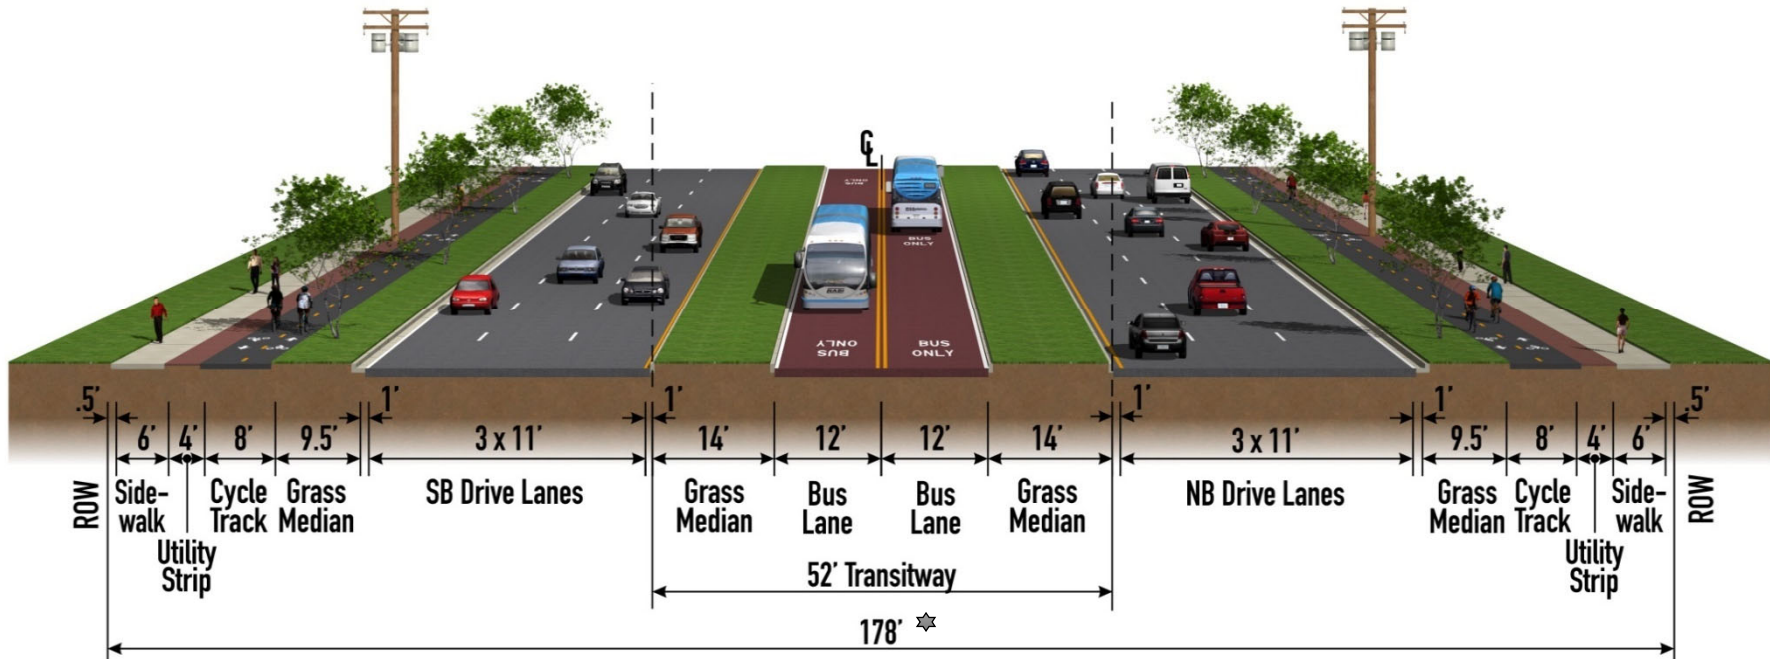 CL
BUS ONLY
BUS ONLY
BUS ONLY
BUS ONLY
.5' 1' 1' 1' 1' .5'
6' 4' 8' 9.5' 3 x 11' 14' 12' 12' 14' 3 x 11' 9.5' 8' 4' 6'
ROW Side- Cycle Grass SB Drive Lanes Grass Bus Bus Grass NB Drive Lanes Grass Cycle Side- ROW
walk Track Median Median Lane Lane Median Median Track walk
Utility Utility
Strip Strip
52' Transitway
178'